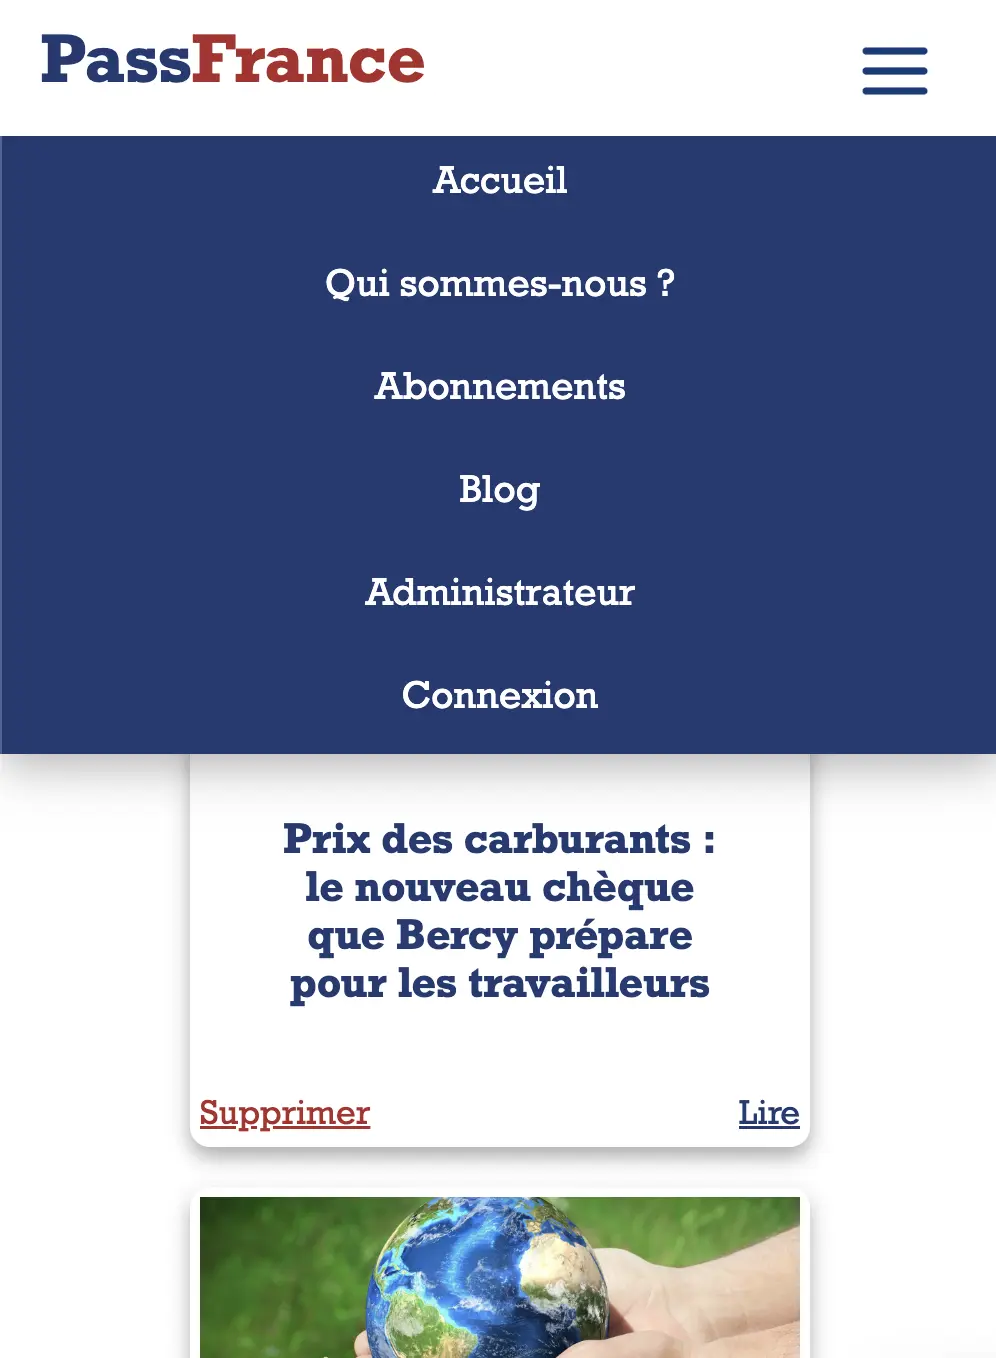 PassFrance
Accueil
Qui sommes-nous ?
Abonnements
Blog
Administrateur
Connexion
Prix des carburants :
le nouveau chèque
que Bercy prépare
pour les travailleurs
Supprimer
Lire